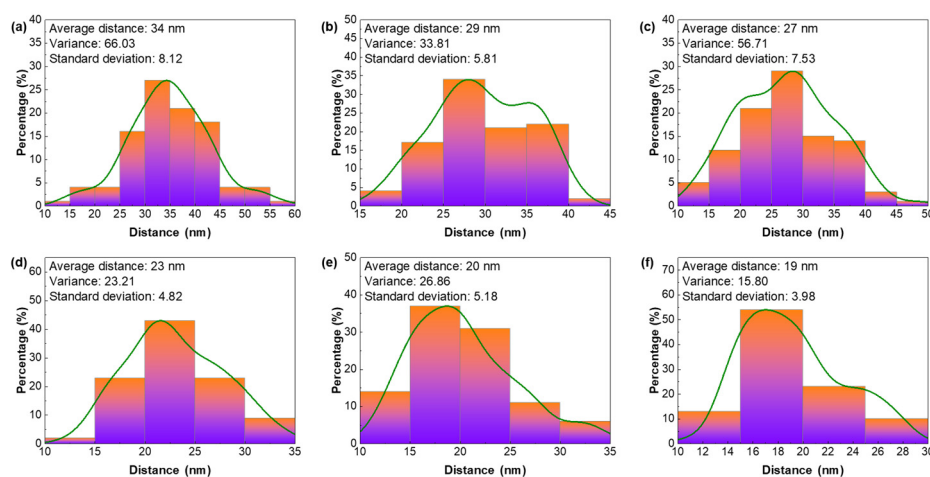 (a)
Average distance: 34 nm
Variance: 66.03
Standard deviation: 8.12
Percentage (%)
40
35
30
25
20
15
10
5
0
10 15 20 25 30 35 40 45 50 55 60
Distance (nm)
(b)
Average distance: 29 nm
Variance: 33.81
Standard deviation: 5.81
Percentage (%)
50
45
40
35
30
25
20
15
10
5
0
15 20 25 30 35 40 45
Distance (nm)
(c)
Average distance: 27 nm
Variance: 56.71
Standard deviation: 7.53
Percentage (%)
40
35
30
25
20
15
10
5
0
10 15 20 25 30 35 40 45 50
Distance (nm)
(d)
Average distance: 23 nm
Variance: 23.21
Standard deviation: 4.82
Percentage (%)
60
50
40
30
20
10
0
10 15 20 25 30 35
Distance (nm)
(e)
Average distance: 20 nm
Variance: 26.86
Standard deviation: 5.18
Percentage (%)
50
40
30
20
10
0
10 15 20 25 30 35
Distance (nm)
(f)
Average distance: 19 nm
Variance: 15.80
Standard deviation: 3.98
Percentage (%)
70
60
50
40
30
20
10
0
10 12 14 16 18 20 22 24 26 28 30
Distance (nm)